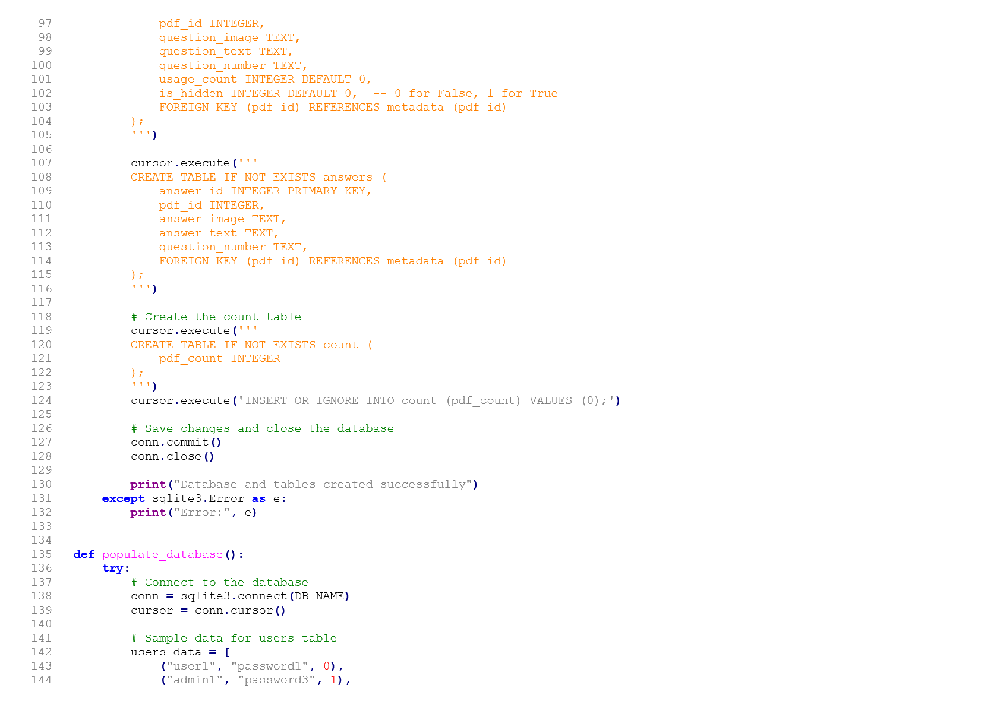 97 pdf_id INTEGER,
98 question_image TEXT,
99 question_text TEXT,
100 question_number TEXT,
101 usage_count INTEGER DEFAULT 0,
102 is_hidden INTEGER DEFAULT 0,  -- 0 for False, 1 for True
103 FOREIGN KEY (pdf_id) REFERENCES metadata (pdf_id)
104 );
105 ''')
106
107 cursor.execute('''
108 CREATE TABLE IF NOT EXISTS answers (
109 answer_id INTEGER PRIMARY KEY,
110 pdf_id INTEGER,
111 answer_image TEXT,
112 answer_text TEXT,
113 question_number TEXT,
114 FOREIGN KEY (pdf_id) REFERENCES metadata (pdf_id)
115 );
116 ''')
117
118 # Create the count table
119 cursor.execute('''
120 CREATE TABLE IF NOT EXISTS count (
121 pdf_count INTEGER
122 );
123 ''')
124 cursor.execute('INSERT OR IGNORE INTO count (pdf_count) VALUES (0);')
125
126 # Save changes and close the database
127 conn.commit()
128 conn.close()
129
130 print("Database and tables created successfully")
131 except sqlite3.Error as e:
132 print("Error:", e)
133
134
135 def populate_database():
136 try:
137 # Connect to the database
138 conn = sqlite3.connect(DB_NAME)
139 cursor = conn.cursor()
140
141 # Sample data for users table
142 users_data = [
143 ("user1", "password1", 0),
144 ("admin1", "password3", 1),